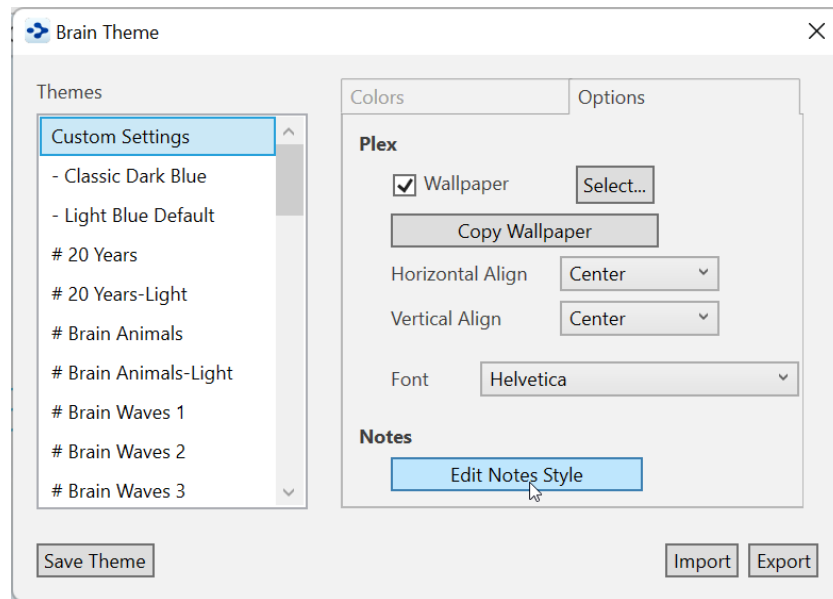 Brain Theme
Themes
Custom Settings
- Classic Dark Blue
- Light Blue Default
# 20 Years
# 20 Years-Light
# Brain Animals
# Brain Animals-Light
# Brain Waves 1
# Brain Waves 2
# Brain Waves 3
Save Theme
Colors
Options
Plex
Wallpaper
Select...
Copy Wallpaper
Horizontal Align
Center
Vertical Align
Center
Font
Helvetica
Notes
Edit Notes Style
Import
Export